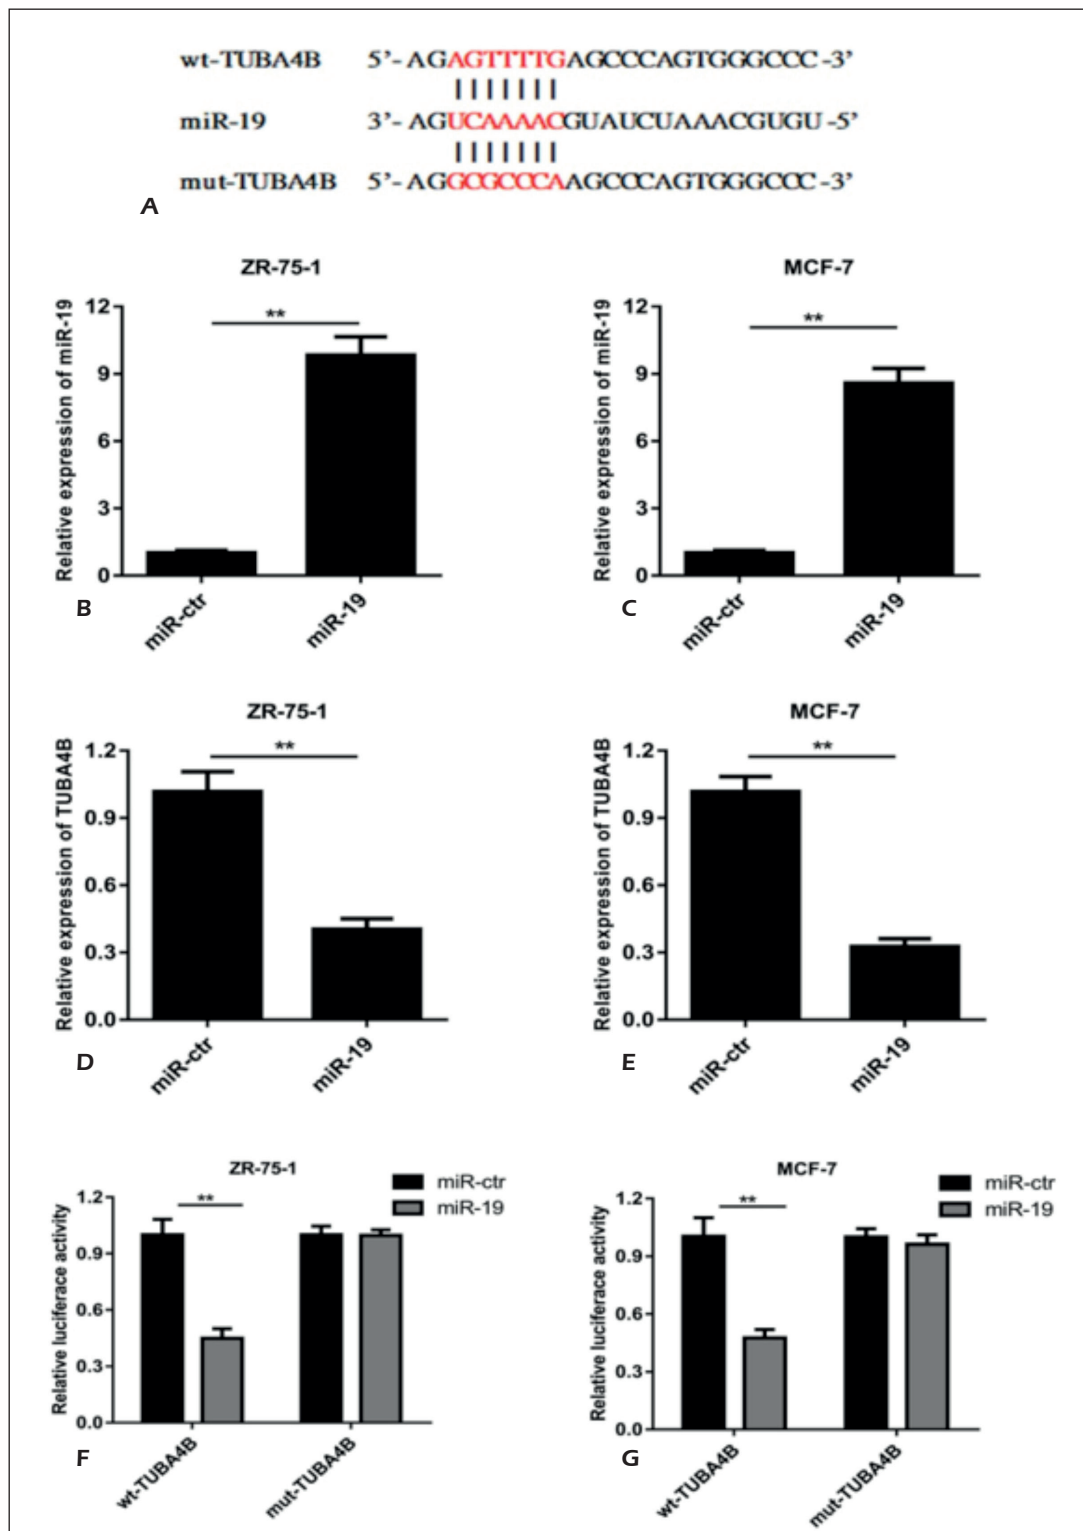 wt-TUBA4B 5’- AGAGTTTTGAGCCCAGTGGGCCC -3’
miR-19 3’- AGUCAAAACGUAUCUAAACGUGU -5’
mut-TUBA4B 5’- AGGCGCCCAAGCCCAGTGGGCCC -3’
A
ZR-75-1
Relative expression of miR-19
12
9
6
3
0
**
miR-ctr
miR-19
B
MCF-7
Relative expression of miR-19
12
9
6
3
0
**
miR-ctr
miR-19
C
ZR-75-1
Relative expression of TUBA4B
1.2
0.9
0.6
0.3
0.0
**
miR-ctr
miR-19
D
MCF-7
Relative expression of TUBA4B
1.2
0.9
0.6
0.3
0.0
**
miR-ctr
miR-19
E
ZR-75-1
miR-ctr
miR-19
Relative luciferace activity
1.2
0.9
0.6
0.3
0.0
**
wt-TUBA4B
mut-TUBA4B
F
MCF-7
miR-ctr
miR-19
Relative luciferace activity
1.2
0.9
0.6
0.3
0.0
**
wt-TUBA4B
mut-TUBA4B
G